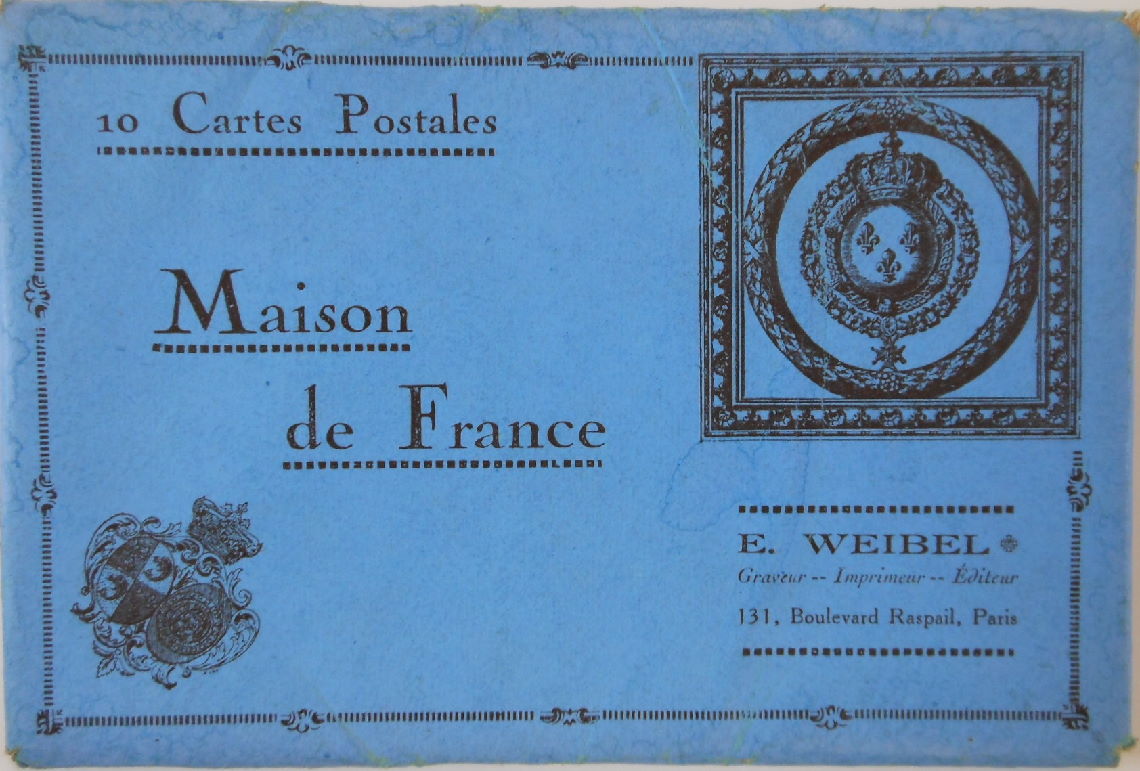 10 Cartes Postales
Maison
de France
E. WEIBEL
Graveur -- Imprimeur -- Éditeur
131, Boulevard Raspail, Paris